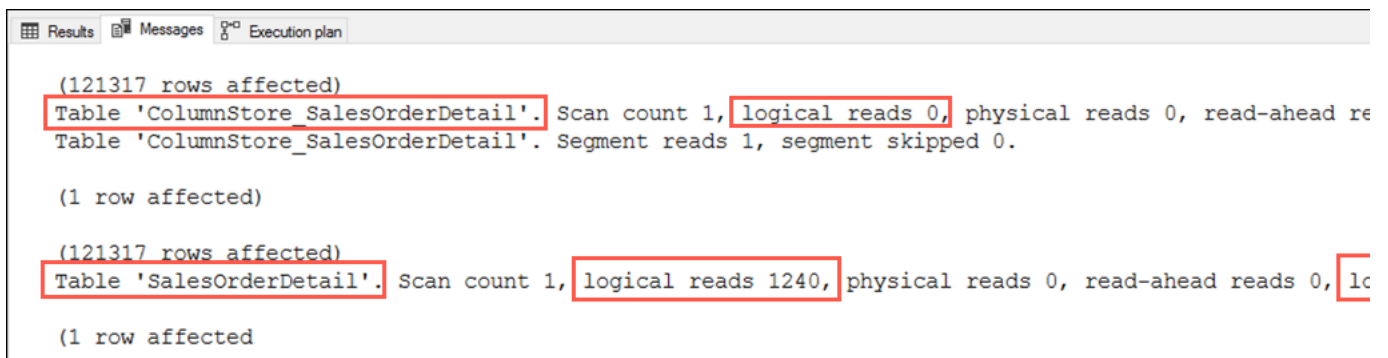 Results Messages Execution plan
(121317 rows affected)
Table 'ColumnStore_SalesOrderDetail'. Scan count 1, logical reads 0, physical reads 0, read-ahead re
Table 'ColumnStore_SalesOrderDetail'. Segment reads 1, segment skipped 0.
(1 row affected)
(121317 rows affected)
Table 'SalesOrderDetail'. Scan count 1, logical reads 1240, physical reads 0, read-ahead reads 0, lo
(1 row affected